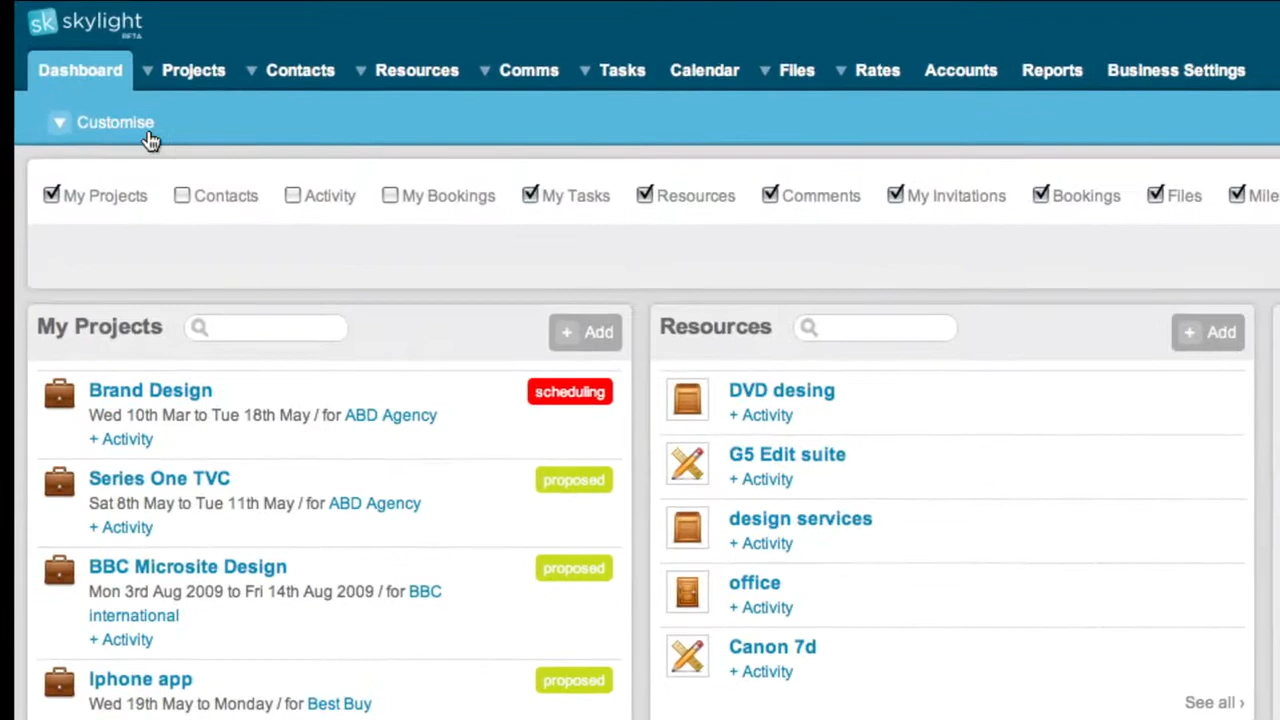 sk skylight
BETA
Dashboard Projects Contacts Resources Comms Tasks Calendar Files Rates Accounts Reports Business Settings
Customise
My Projects Contacts Activity My Bookings My Tasks Resources Comments My Invitations Bookings Files Mile
My Projects + Add
Brand Design scheduling
Wed 10th Mar to Tue 18th May / for ABD Agency
+ Activity
Series One TVC proposed
Sat 8th May to Tue 11th May / for ABD Agency
+ Activity
BBC Microsite Design proposed
Mon 3rd Aug 2009 to Fri 14th Aug 2009 / for BBC
international
+ Activity
Iphone app proposed
Wed 19th May to Monday / for Best Buy
Resources + Add
DVD desing
+ Activity
G5 Edit suite
+ Activity
design services
+ Activity
office
+ Activity
Canon 7d
+ Activity
See all ›